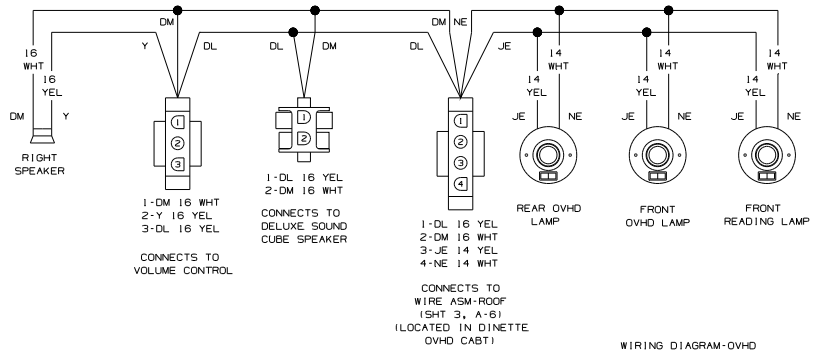 DM
DM NE
Y
DL
DL
DM
DL
JE
16
WHT
16
YEL
14
WHT
14
YEL
14
WHT
14
YEL
14
WHT
14
YEL
DM
Y
JE
NE
JE
NE
JE
NE
1
2
3
1
2
1
2
3
4
RIGHT
SPEAKER
1-DM 16 WHT
2-Y 16 YEL
3-DL 16 YEL
CONNECTS TO
VOLUME CONTROL
1-DL 16 YEL
2-DM 16 WHT
CONNECTS TO
DELUXE SOUND
CUBE SPEAKER
1-DL 16 YEL
2-DM 16 WHT
3-JE 14 YEL
4-NE 14 WHT
CONNECTS TO
WIRE ASM-ROOF
(SHT 3, A-6)
(LOCATED IN DINETTE
OVHD CABT)
REAR OVHD
LAMP
FRONT
OVHD LAMP
FRONT
READING LAMP
WIRING DIAGRAM-OVHD